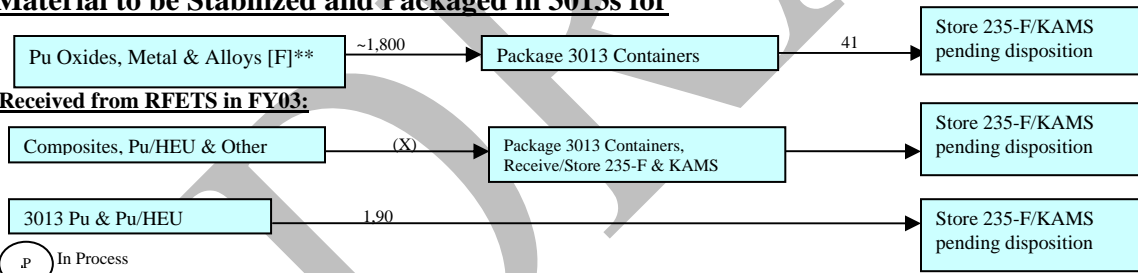 Material to be Stabilized and Packaged in 3013s for
Pu Oxides, Metal & Alloys [F]**
~1,800
Package 3013 Containers
41
Store 235-F/KAMS
pending disposition
Received from RFETS in FY03:
Composites, Pu/HEU & Other
(X)
Package 3013 Containers,
Receive/Store 235-F & KAMS
Store 235-F/KAMS
pending disposition
3013 Pu & Pu/HEU
1,90
Store 235-F/KAMS
pending disposition
P In Process